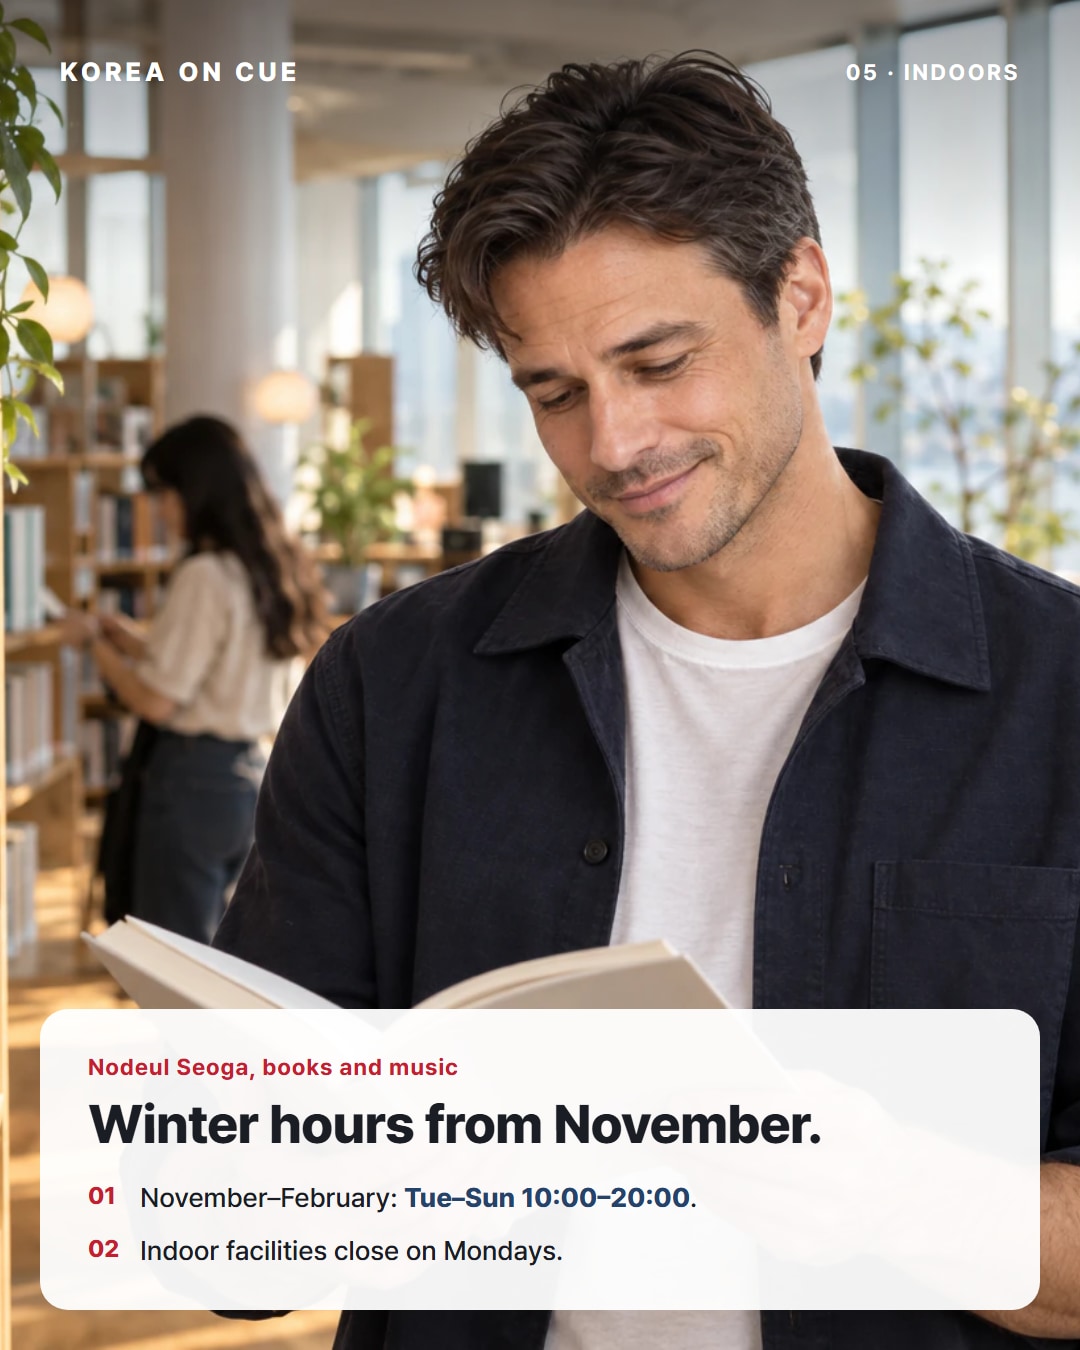 KOREA ON CUE
05 · INDOORS
Nodeul Seoga, books and music
Winter hours from November.
01 November–February: Tue–Sun 10:00–20:00.
02 Indoor facilities close on Mondays.